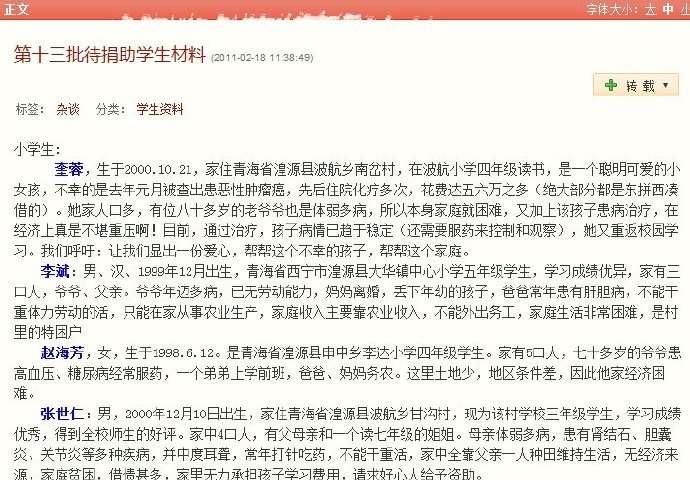 正文
字体大小：大 中 小
第十三批待捐助学生材料 (2011-02-18 11:38:49)
转 载 ▼
标签： 杂谈 分类： 学生资料
小学生：
奎蓉，生于2000.10.21，家住青海省湟源县波航乡南岔村，在波航小学四年级读书，是一个聪明可爱的小
女孩，不幸的是去年元月被查出患恶性肿瘤癌，先后住院化疗多次，花费达五六万之多（绝大部分都是东拼西凑
借的）。她家人口多，有位八十多岁的老爷爷也是体弱多病，所以本身家庭就困难，又加上该孩子患病治疗，在
经济上真是不堪重压啊！目前，通过治疗，孩子病情已趋于稳定（还需要服药来控制和观察），她又重返校园学
习。我们呼吁：让我们显出一份爱心，帮帮这个不幸的孩子，帮帮这个家庭。
李斌：男、汉、1999年12月出生，青海省西宁市湟源县大华镇中心小学五年级学生，学习成绩优异，家有三
口人，爷爷、父亲。爷爷年迈多病，已无劳动能力，妈妈离婚，丢下年幼的孩子，爸爸常年患有肝胆病，不能干
重体力劳动的活，只能在家从事农业生产，家庭收入主要靠农业收入，不能外出务工，家庭生活非常困难，是村
里的特困户
赵海芳，女，生于1998.6.12。是青海省湟源县申中乡李达小学四年级学生。家有5口人，七十多岁的爷爷患
高血压、糖尿病经常服药，一个弟弟上学前班，爸爸、妈妈务农。这里土地少，地区条件差，因此他家经济困
难。
张世仁：男，2000年12月10日出生，家住青海省湟源县波航乡甘沟村，现为该村学校三年级学生，学习成绩
优秀，得到全校师生的好评。家中4口人，有父母亲和一个读七年级的姐姐。母亲体弱多病，患有肾结石、胆囊
炎、关节炎等多种疾病，并中度耳聋，常年打针吃药，不能干重活，家中全靠父亲一人种田维持生活，无经济来
源，家庭贫困，借债甚多，家里无力承担孩子学习费用，请求好心人给予资助。